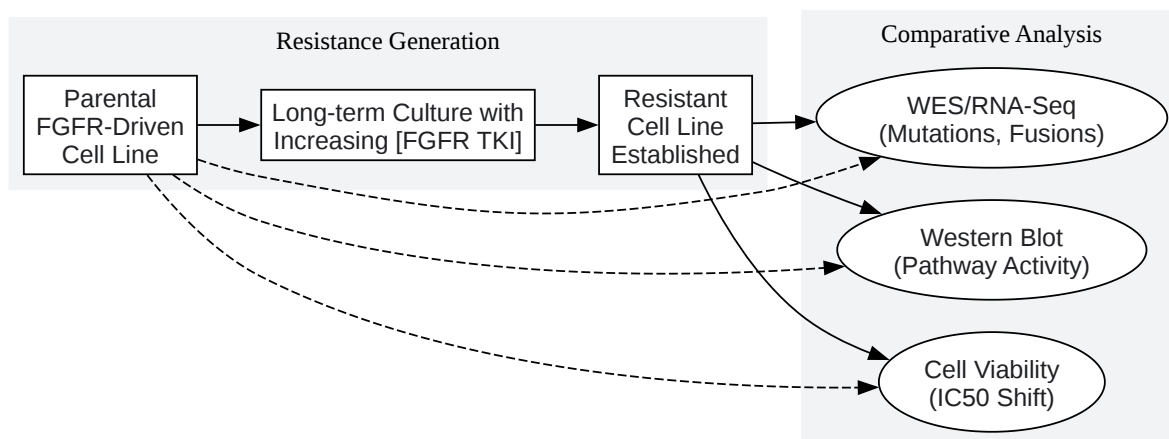 Resistance Generation
Comparative Analysis
Parental
FGFR-Driven
Cell Line
Long-term Culture with
Increasing [FGFR TKI]
Resistant
Cell Line
Established
WES/RNA-Seq
(Mutations, Fusions)
Western Blot
(Pathway Activity)
Cell Viability
(IC50 Shift)